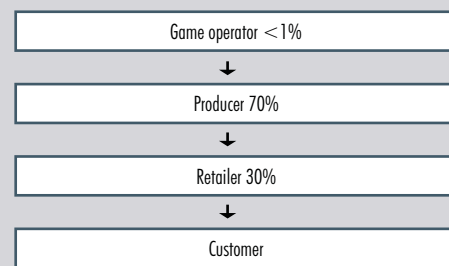 Game operator <1%
Producer 70%
Retailer 30%
Customer